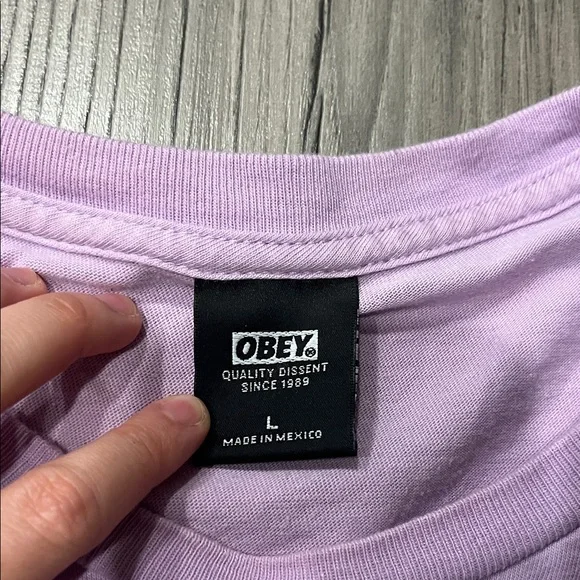 OBEY®
QUALITY DISSENT
SINCE 1989
L
MADE IN MEXICO